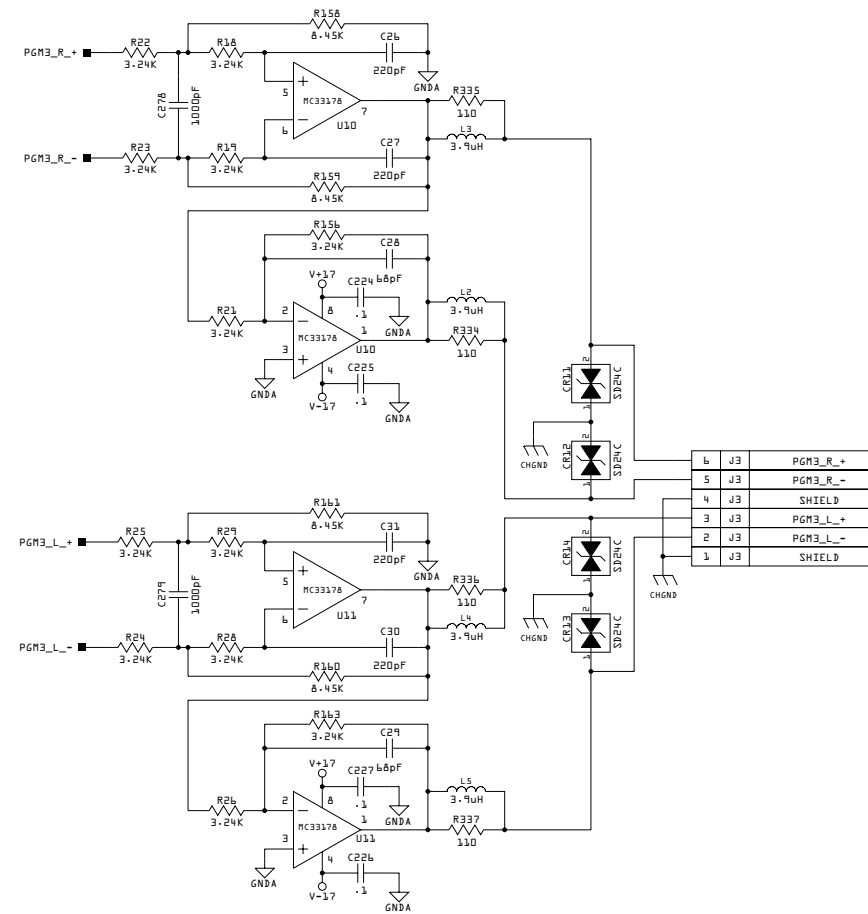 R158
8.45K
C26
220pF
GNDA
PGM3_R_+
R22
3.24K
R18
3.24K
C278
1000pF
5
6
MC33178
7
U10
R335
110
L3
3.9uH
PGM3_R_-
R23
3.24K
R19
3.24K
C27
220pF
R159
8.45K
R156
3.24K
C28
68pF
V+17
C224
.1
GNDA
8
R21
3.24K
2
3
MC33178
1
U10
4
GNDA
V-17
C225
.1
GNDA
L2
3.9uH
R334
110
2
CR11
SD24C
1
CHGND
2
CR12
SD24C
1
6 J3 PGM3_R_+
5 J3 PGM3_R_-
4 J3 SHIELD
3 J3 PGM3_L_+
2 J3 PGM3_L_-
1 J3 SHIELD
CHGND
R161
8.45K
C31
220pF
GNDA
PGM3_L_+
R25
3.24K
R29
3.24K
C279
1000pF
5
6
MC33178
7
U11
R336
110
L4
3.9uH
2
CR14
SD24C
1
CHGND
2
CR13
SD24C
1
PGM3_L_-
R24
3.24K
R28
3.24K
C30
220pF
R160
8.45K
R163
3.24K
C29
68pF
V+17
C227
.1
GNDA
8
R26
3.24K
2
3
MC33178
1
U11
4
GNDA
V-17
C226
.1
GNDA
L5
3.9uH
R337
110